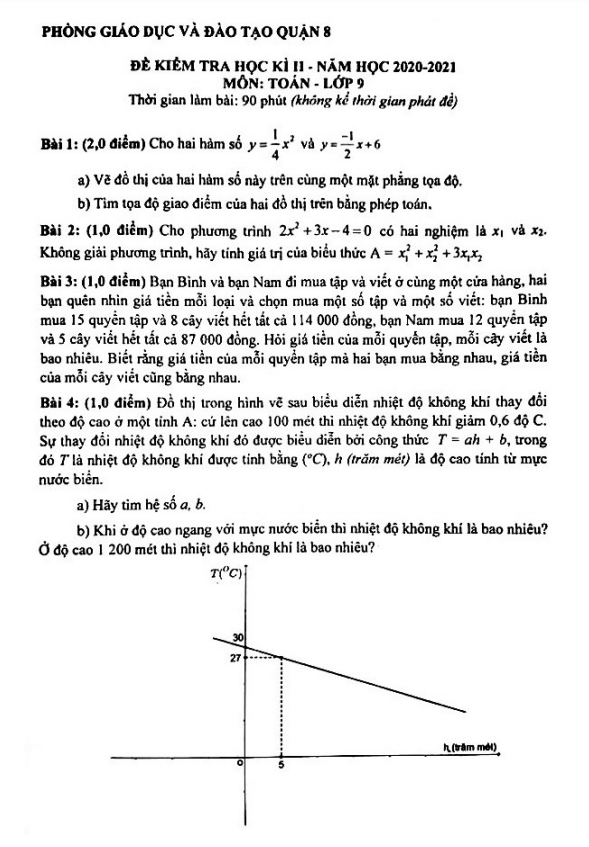 PHÒNG GIÁO DỤC VÀ ĐÀO TẠO QUẬN 8
ĐỀ KIỂM TRA HỌC KÌ II - NĂM HỌC 2020-2021
MÔN: TOÁN - LỚP 9
Thời gian làm bài: 90 phút (không kể thời gian phát đề)
Bài 1: (2,0 điểm) Cho hai hàm số y = 1/4 x² và y = -1/2 x + 6
a) Vẽ đồ thị của hai hàm số này trên cùng một mặt phẳng tọa độ.
b) Tìm tọa độ giao điểm của hai đồ thị trên bằng phép toán.
Bài 2: (1,0 điểm) Cho phương trình 2x² + 3x − 4 = 0 có hai nghiệm là x₁ và x₂.
Không giải phương trình, hãy tính giá trị của biểu thức A = x₁² + x₂² + 3x₁x₂
Bài 3: (1,0 điểm) Bạn Bình và bạn Nam đi mua tập và viết ở cùng một cửa hàng, hai
bạn quên nhìn giá tiền mỗi loại và chọn mua một số tập và một số viết: bạn Bình
mua 15 quyển tập và 8 cây viết hết tất cả 114 000 đồng, bạn Nam mua 12 quyển tập
và 5 cây viết hết tất cả 87 000 đồng. Hỏi giá tiền của mỗi quyển tập, mỗi cây viết là
bao nhiêu. Biết rằng giá tiền của mỗi quyển tập mà hai bạn mua bằng nhau, giá tiền
của mỗi cây viết cũng bằng nhau.
Bài 4: (1,0 điểm) Đồ thị trong hình vẽ sau biểu diễn nhiệt độ không khí thay đổi
theo độ cao ở một tỉnh A: cứ lên cao 100 mét thì nhiệt độ không khí giảm 0,6 độ C.
Sự thay đổi nhiệt độ không khí đó được biểu diễn bởi công thức T = ah + b, trong
đó T là nhiệt độ không khí được tính bằng (°C), h (trăm mét) là độ cao tính từ mực
nước biển.
a) Hãy tìm hệ số a, b.
b) Khi ở độ cao ngang với mực nước biển thì nhiệt độ không khí là bao nhiêu?
Ở độ cao 1 200 mét thì nhiệt độ không khí là bao nhiêu?
T(°C)
30
27
h (trăm mét)
0
5